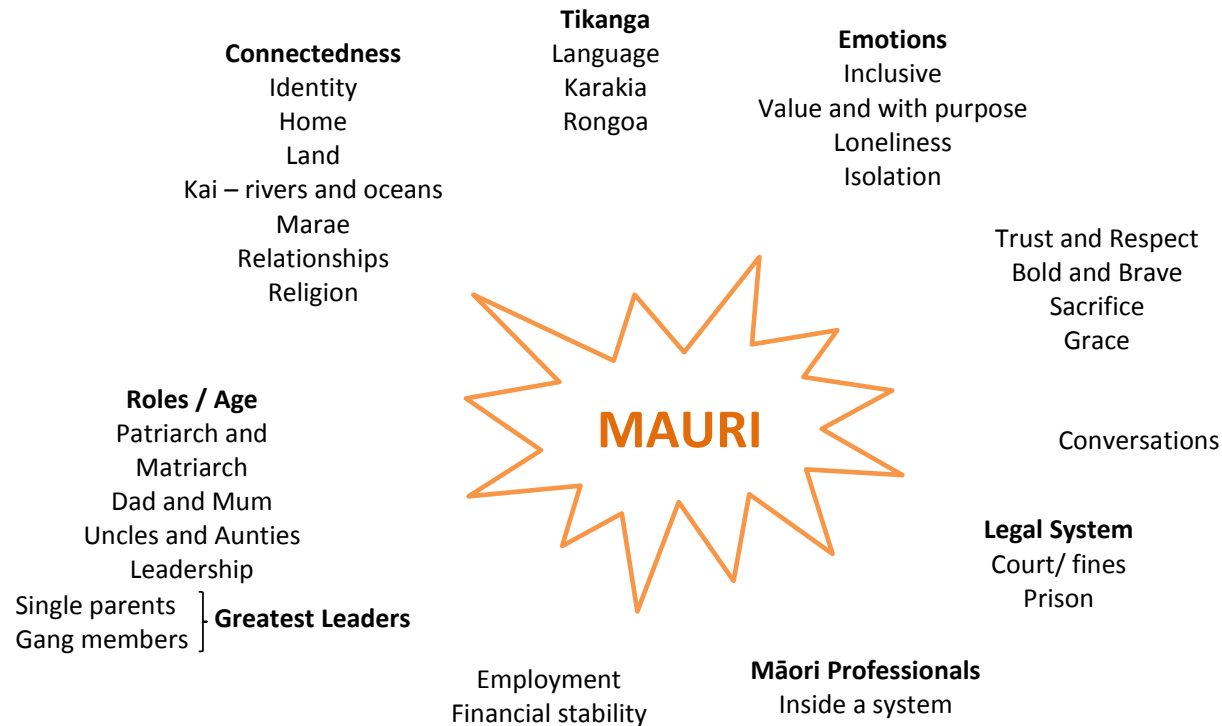 Tikanga
Language
Karakia
Rongoa
Connectedness
Identity
Home
Land
Kai – rivers and oceans
Marae
Relationships
Religion
Emotions
Inclusive
Value and with purpose
Loneliness
Isolation
Trust and Respect
Bold and Brave
Sacrifice
Grace
MAURI
Roles / Age
Patriarch and
Matriarch
Dad and Mum
Uncles and Aunties
Leadership
Single parents
Gang members
Greatest Leaders
Conversations
Legal System
Court/ fines
Prison
Employment
Financial stability
Māori Professionals
Inside a system